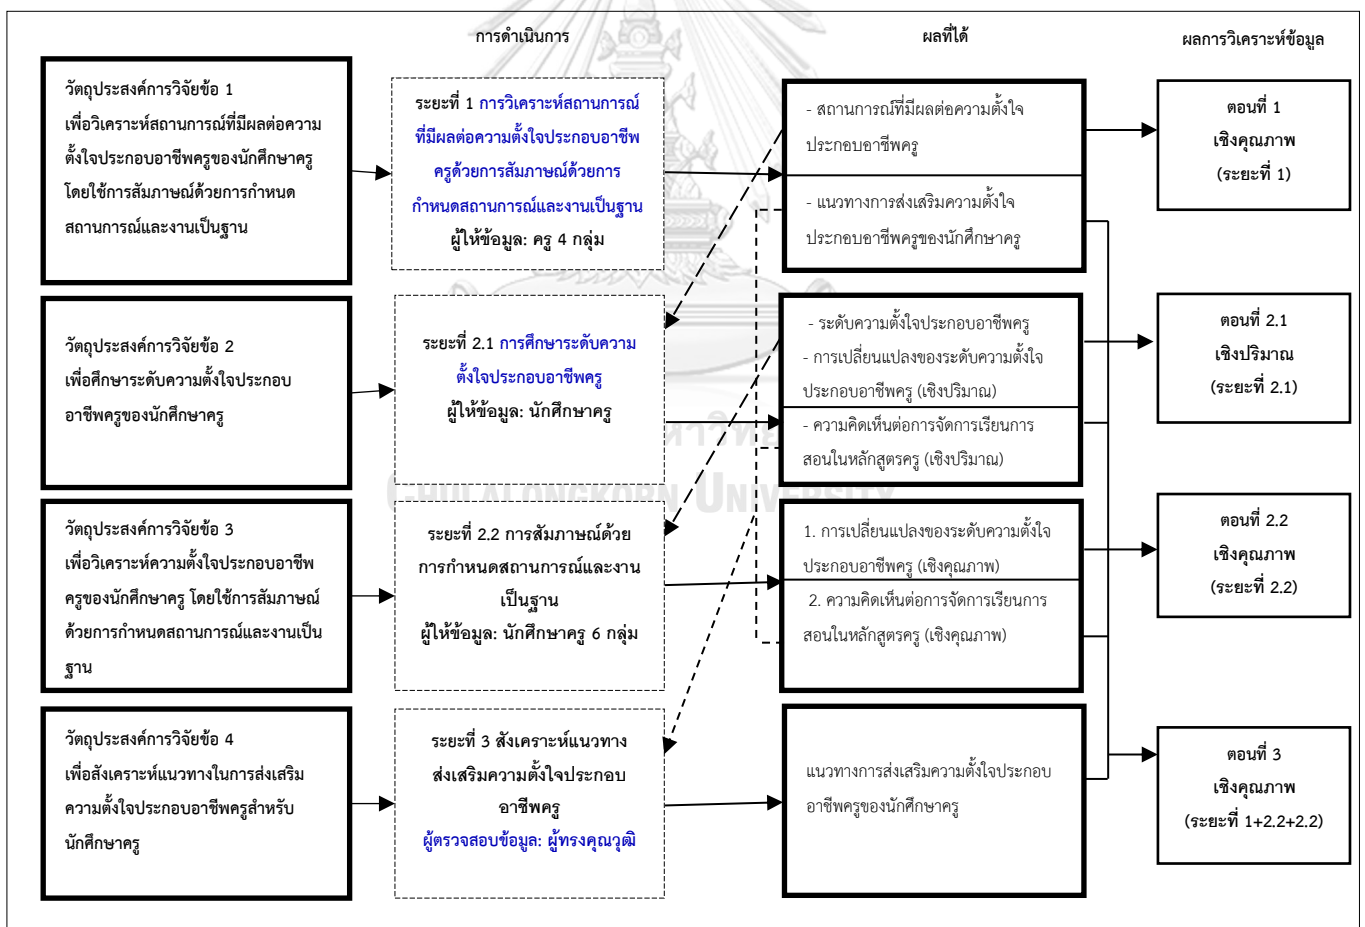 การดำเนินการ
ผลที่ได้
ผลการวิเคราะห์ข้อมูล
วัตถุประสงค์การวิจัยข้อ 1
เพื่อวิเคราะห์สถานการณ์ที่มีผลต่อความ
ตั้งใจประกอบอาชีพครูของนักศึกษาครู
โดยใช้การสัมภาษณ์ด้วยการกำหนด
สถานการณ์และงานเป็นฐาน
ระยะที่ 1 การวิเคราะห์สถานการณ์
ที่มีผลต่อความตั้งใจประกอบอาชีพ
ครูด้วยการสัมภาษณ์ด้วยการ
กำหนดสถานการณ์และงานเป็นฐาน
ผู้ให้ข้อมูล: ครู 4 กลุ่ม
- สถานการณ์ที่มีผลต่อความตั้งใจ
ประกอบอาชีพครู
- แนวทางการส่งเสริมความตั้งใจ
ประกอบอาชีพครูของนักศึกษาครู
ตอนที่ 1
เชิงคุณภาพ
(ระยะที่ 1)
วัตถุประสงค์การวิจัยข้อ 2
เพื่อศึกษาระดับความตั้งใจประกอบ
อาชีพครูของนักศึกษาครู
ระยะที่ 2.1 การศึกษาระดับความ
ตั้งใจประกอบอาชีพครู
ผู้ให้ข้อมูล: นักศึกษาครู
- ระดับความตั้งใจประกอบอาชีพครู
- การเปลี่ยนแปลงของระดับความตั้งใจ
ประกอบอาชีพครู (เชิงปริมาณ)
- ความคิดเห็นต่อการจัดการเรียนการ
สอนในหลักสูตรครู (เชิงปริมาณ)
ตอนที่ 2.1
เชิงปริมาณ
(ระยะที่ 2.1)
CHULALONGKORN UNIVERSITY
วัตถุประสงค์การวิจัยข้อ 3
เพื่อวิเคราะห์ความตั้งใจประกอบอาชีพ
ครูของนักศึกษาครู โดยใช้การสัมภาษณ์
ด้วยการกำหนดสถานการณ์และงานเป็น
ฐาน
ระยะที่ 2.2 การสัมภาษณ์ด้วย
การกำหนดสถานการณ์และงาน
เป็นฐาน
ผู้ให้ข้อมูล: นักศึกษาครู 6 กลุ่ม
1. การเปลี่ยนแปลงของระดับความตั้งใจ
ประกอบอาชีพครู (เชิงคุณภาพ)
2. ความคิดเห็นต่อการจัดการเรียนการ
สอนในหลักสูตรครู (เชิงคุณภาพ)
ตอนที่ 2.2
เชิงคุณภาพ
(ระยะที่ 2.2)
วัตถุประสงค์การวิจัยข้อ 4
เพื่อสังเคราะห์แนวทางในการส่งเสริม
ความตั้งใจประกอบอาชีพครูสำหรับ
นักศึกษาครู
ระยะที่ 3 สังเคราะห์แนวทาง
ส่งเสริมความตั้งใจประกอบ
อาชีพครู
ผู้ตรวจสอบข้อมูล: ผู้ทรงคุณวุฒิ
แนวทางการส่งเสริมความตั้งใจประกอบ
อาชีพครูของนักศึกษาครู
ตอนที่ 3
เชิงคุณภาพ
(ระยะที่ 1+2.2+2.2)